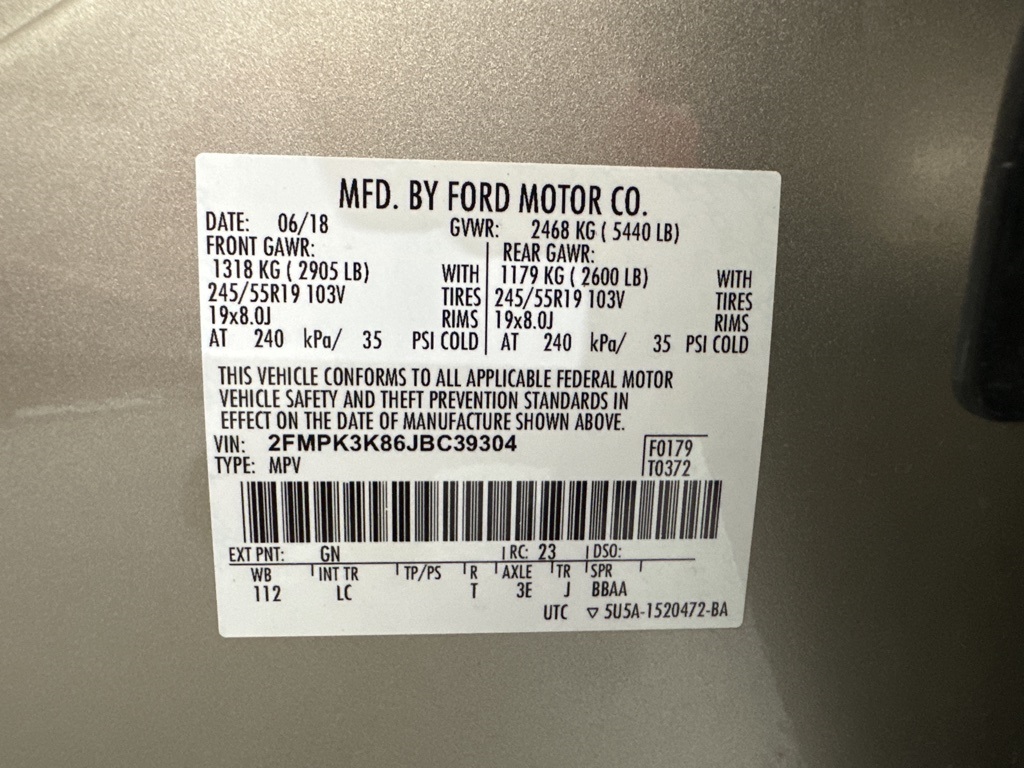 MFD. BY FORD MOTOR CO.
DATE: 06/18 GVWR: 2468 KG ( 5440 LB)
FRONT GAWR: REAR GAWR:
1318 KG ( 2905 LB) WITH 1179 KG ( 2600 LB) WITH
245/55R19 103V TIRES 245/55R19 103V TIRES
19x8.0J RIMS 19x8.0J RIMS
AT 240 kPa/ 35 PSI COLD AT 240 kPa/ 35 PSI COLD
THIS VEHICLE CONFORMS TO ALL APPLICABLE FEDERAL MOTOR
VEHICLE SAFETY AND THEFT PREVENTION STANDARDS IN
EFFECT ON THE DATE OF MANUFACTURE SHOWN ABOVE.
VIN: 2FMPK3K86JBC39304 F0179
TYPE: MPV T0372
EXT PNT: GN RC: 23 DSO:
WB INT TR TP/PS R AXLE TR SPR
112 LC T 3E J BBAA
UTC ▽ 5U5A-1520472-BA